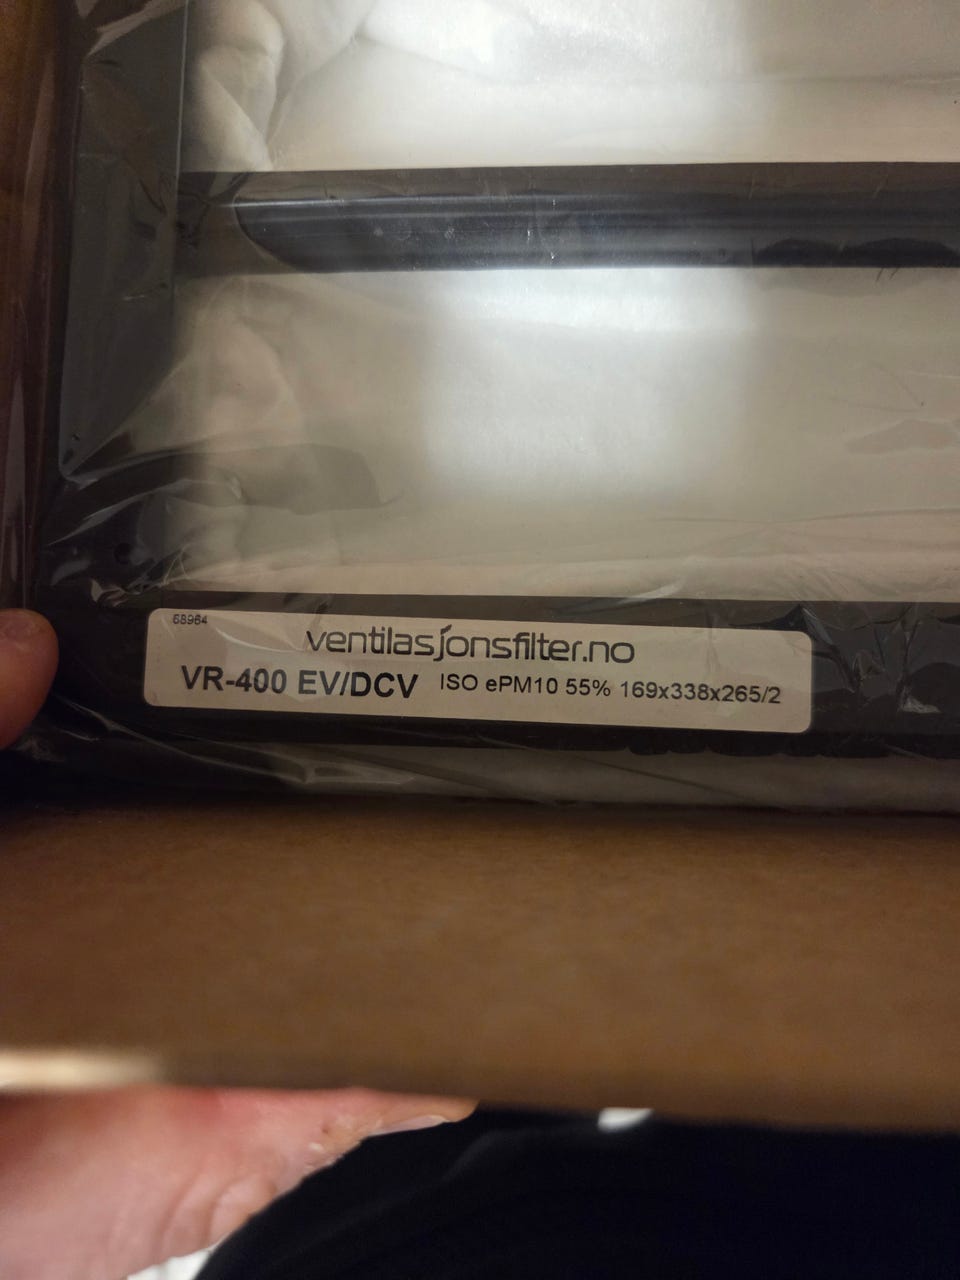 68964
ventilasjonsfilter.no
VR-400 EV/DCV ISO ePM10 55% 169x338x265/2